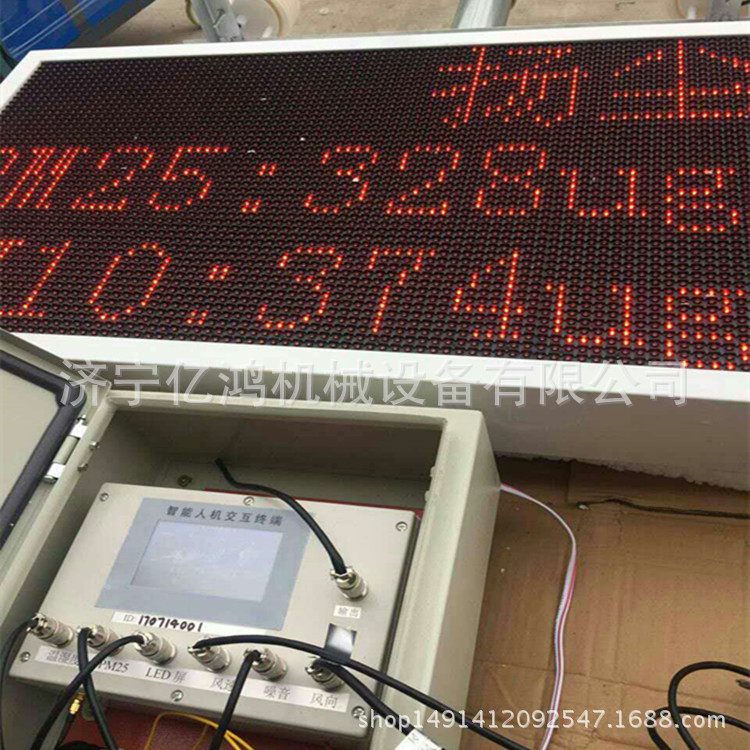 扬尘
M25:328ug
10:374ug
济宁亿鸿机械设备有限公司
智能人机交互终端
ID: 170714001
输出
温湿度 PM25 LED屏 风速 噪音 风向
shop1491412092547.1688.com